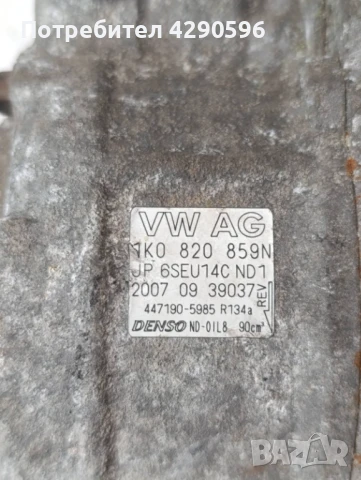 Потребител 4290596
VW AG
1K0 820 859N
JP 6SEU14C ND1
2007 09 39037
REV
447190-5985 R134a
DENSO ND-OIL8 90cm³
BAZAR